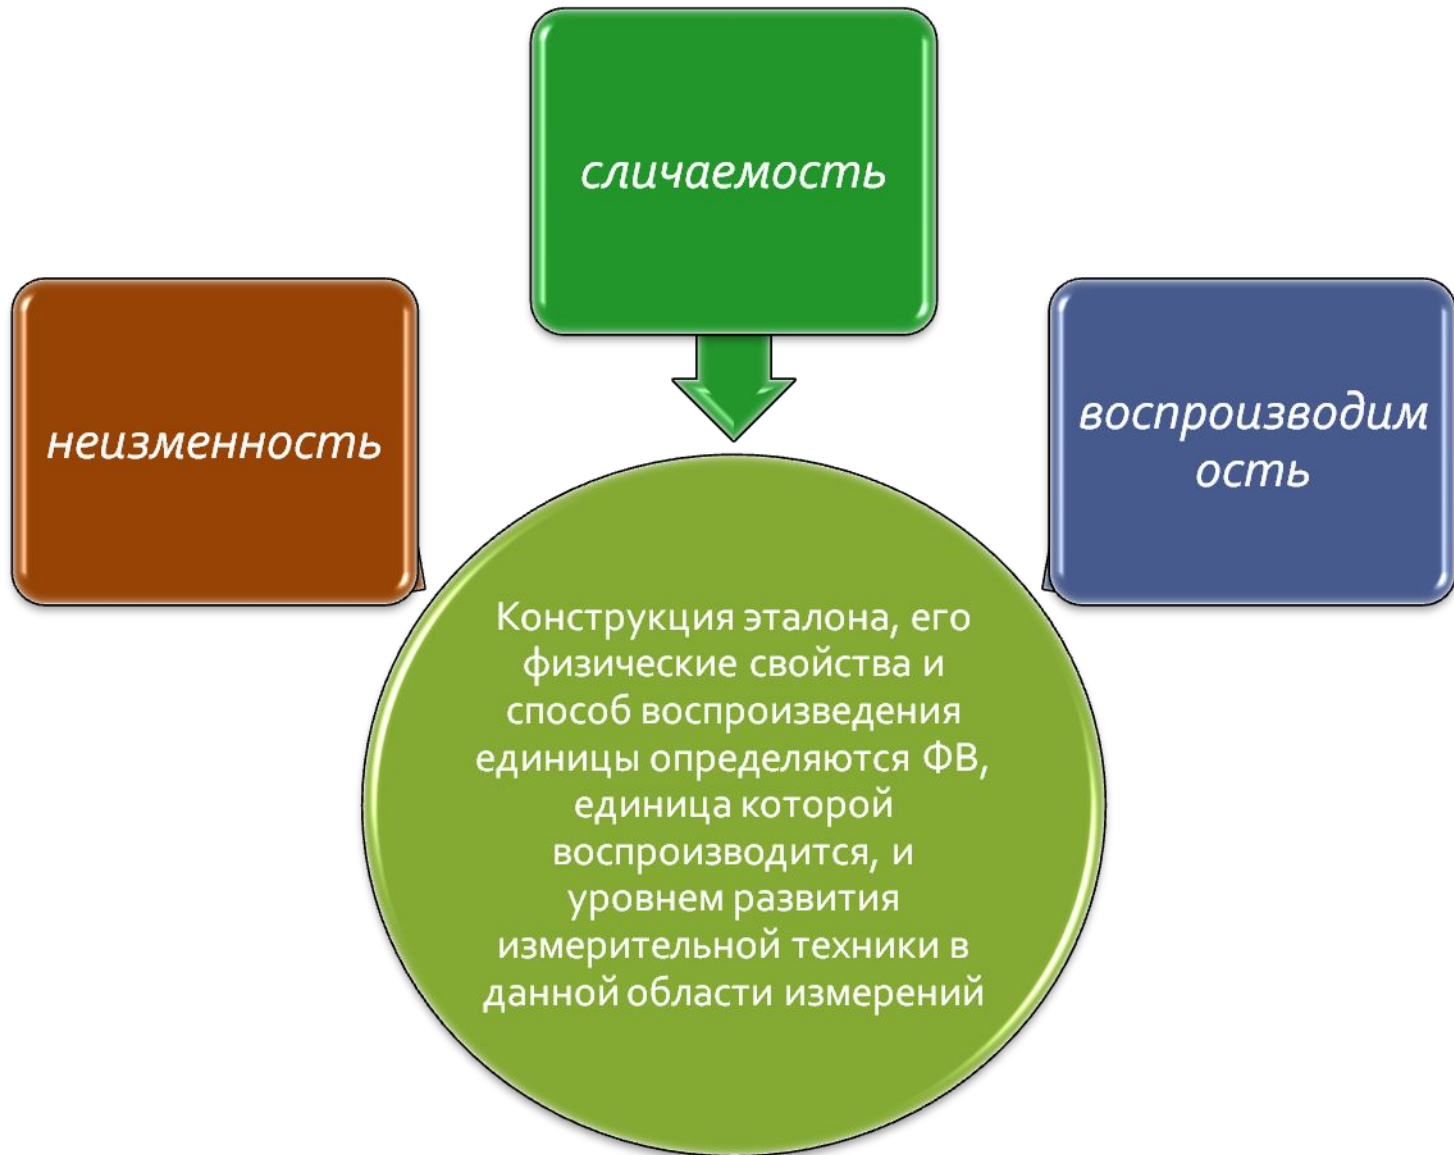 сличаемость
неизменность
воспроизводим
ость
Конструкция эталона, его
физические свойства и
способ воспроизведения
единицы определяются ФВ,
единица которой
воспроизводится, и
уровнем развития
измерительной техники в
данной области измерений